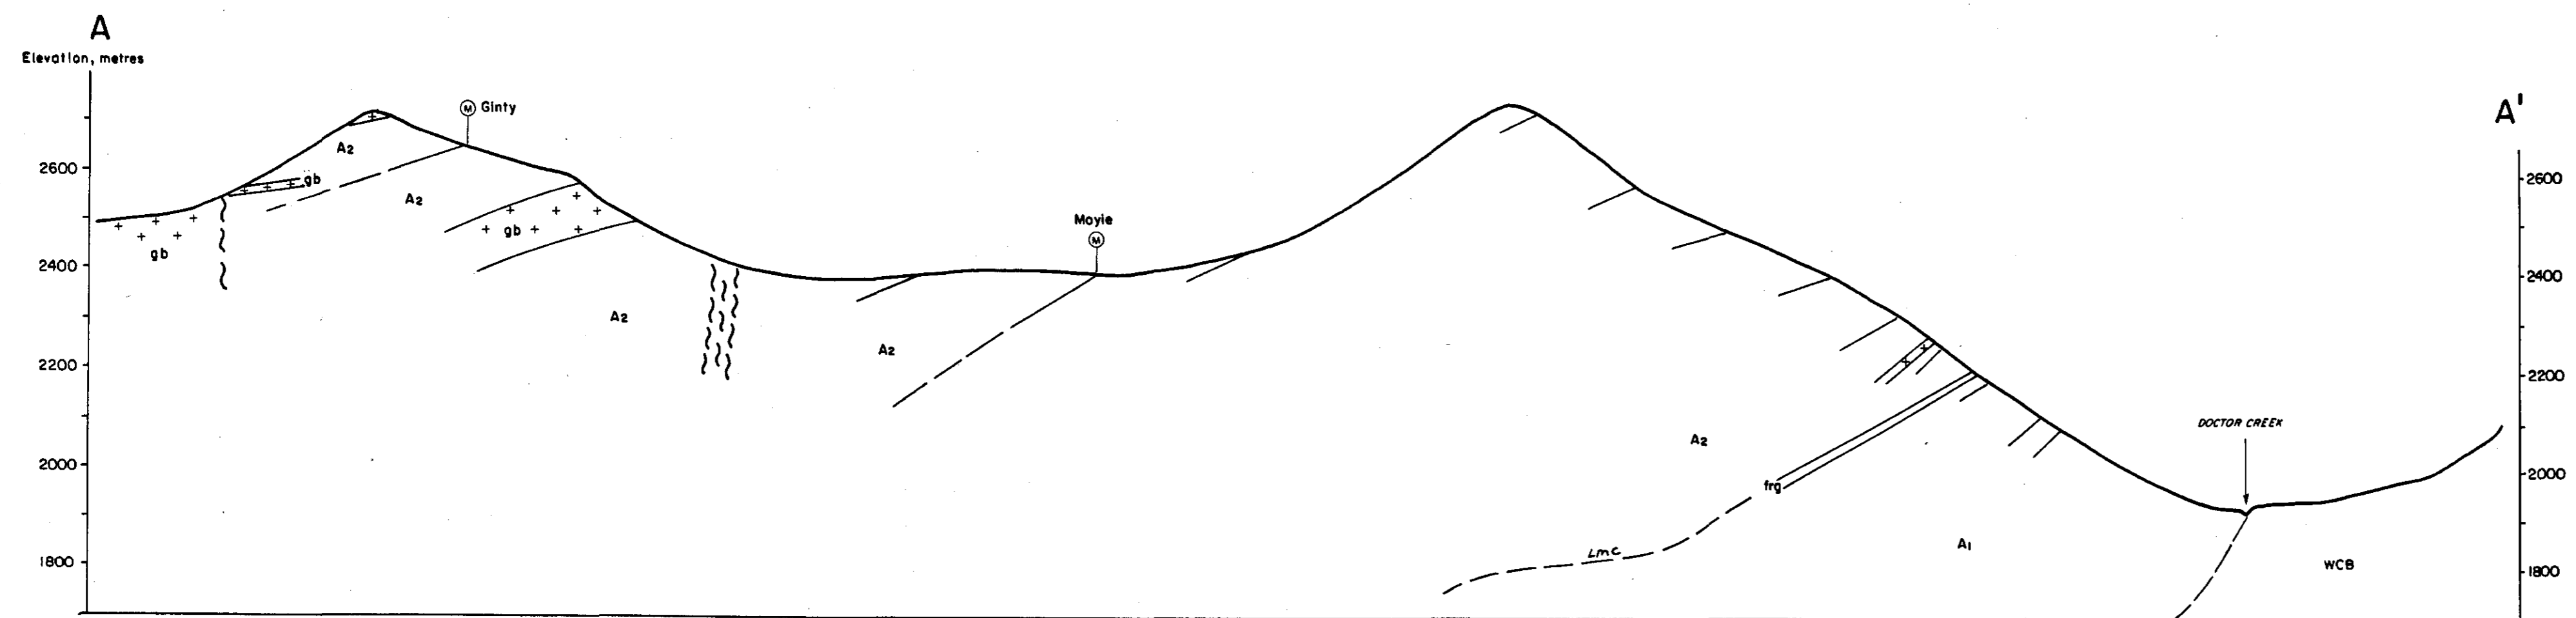 A
Elevation, metres
M Ginty
A'
A2
2600
gb
2600
A2
Moyie
M
gb
gb
2400
2400
A2
A2
2200
2200
DOCTOR CREEK
A2
2000
2000
frg
A1
Lmc
WCB
1800
1800